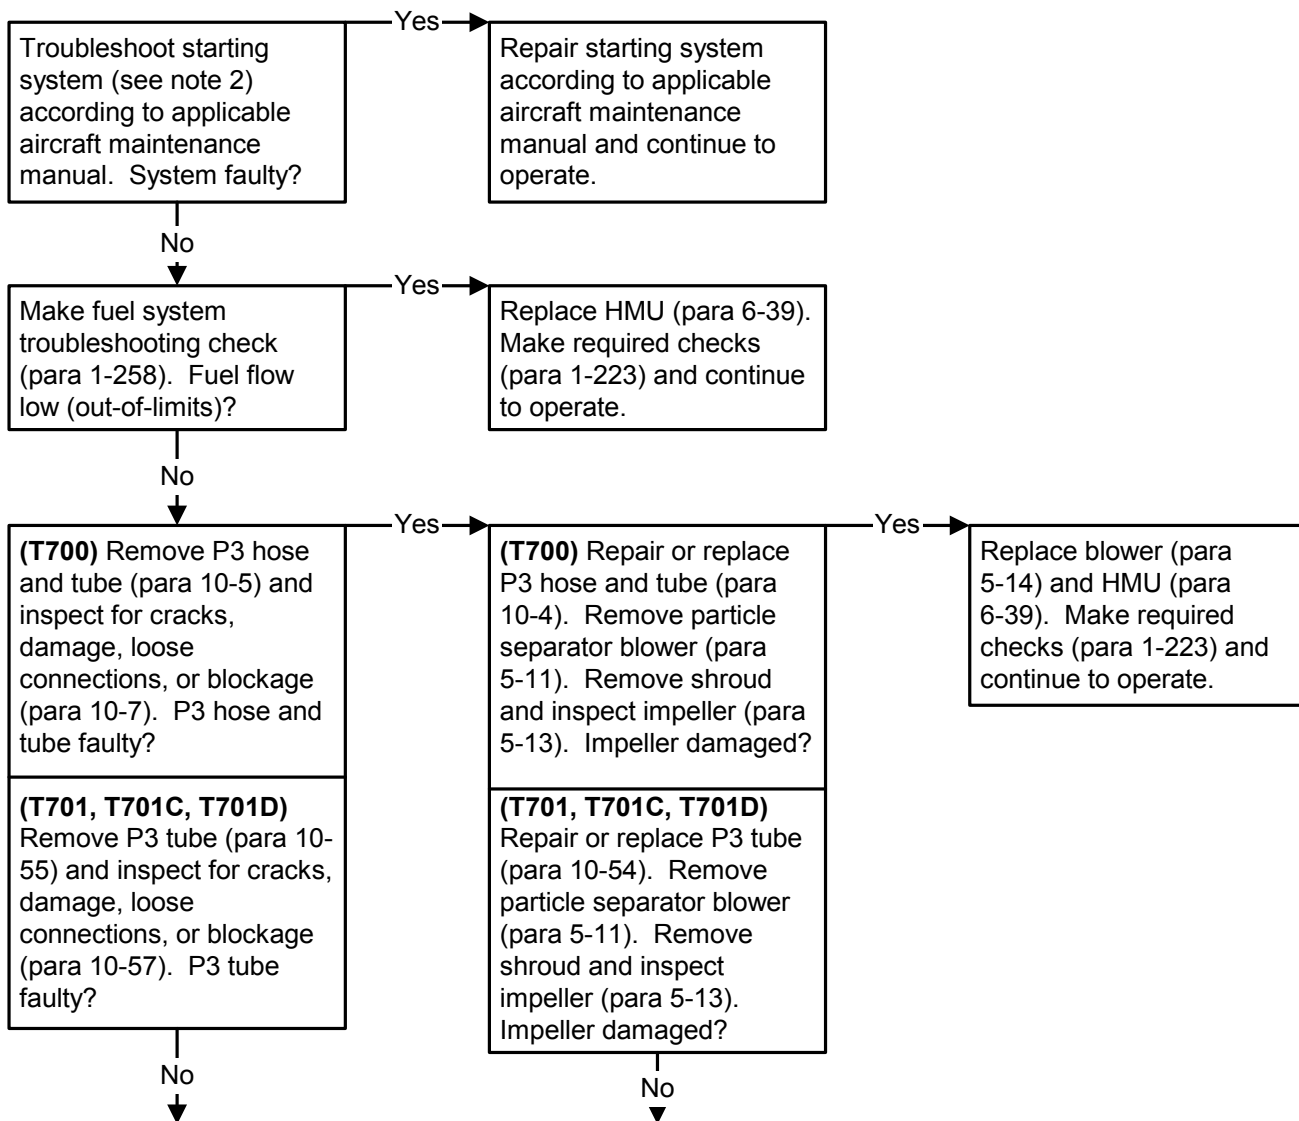 Yes
Troubleshoot starting
system (see note 2)
according to applicable
aircraft maintenance
manual.  System faulty?
Repair starting system
according to applicable
aircraft maintenance
manual and continue to
operate.
No
Yes
Make fuel system
troubleshooting check
(para 1-258).  Fuel flow
low (out-of-limits)?
Replace HMU (para 6-39).
Make required checks
(para 1-223) and continue
to operate.
No
Yes
Yes
(T700) Remove P3 hose
and tube (para 10-5) and
inspect for cracks,
damage, loose
connections, or blockage
(para 10-7).  P3 hose and
tube faulty?
(T700) Repair or replace
P3 hose and tube (para
10-4).  Remove particle
separator blower (para
5-11).  Remove shroud
and inspect impeller (para
5-13).  Impeller damaged?
Replace blower (para
5-14) and HMU (para
6-39).  Make required
checks (para 1-223) and
continue to operate.
(T701, T701C, T701D)
Remove P3 tube (para 10-
55) and inspect for cracks,
damage, loose
connections, or blockage
(para 10-57).  P3 tube
faulty?
(T701, T701C, T701D)
Repair or replace P3 tube
(para 10-54).  Remove
particle separator blower
(para 5-11).  Remove
shroud and inspect
impeller (para 5-13).
Impeller damaged?
No
No